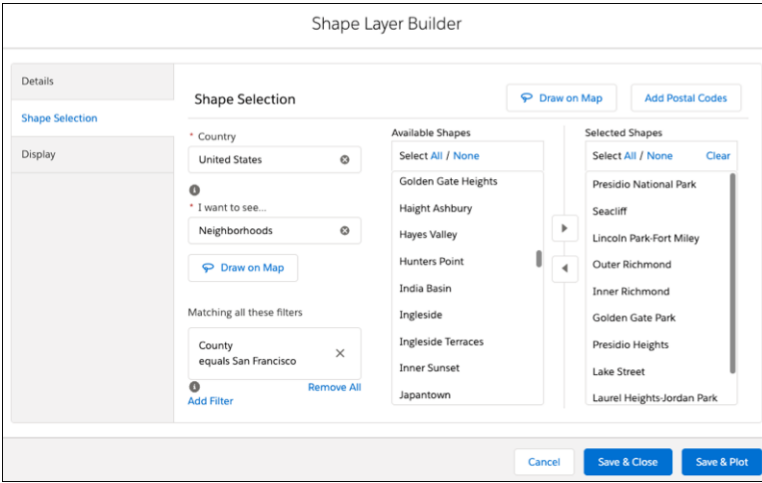 Shape Layer Builder
Details
Shape Selection
Display
Shape Selection
Draw on Map
Add Postal Codes
* Country
United States
* I want to see...
Neighborhoods
Draw on Map
Matching all these filters
County
equals San Francisco
Remove All
Add Filter
Available Shapes
Select All / None
Golden Gate Heights
Haight Ashbury
Hayes Valley
Hunters Point
India Basin
Ingleside
Ingleside Terraces
Inner Sunset
Japantown
Selected Shapes
Select All / None Clear
Presidio National Park
Seacliff
Lincoln Park-Fort Miley
Outer Richmond
Inner Richmond
Golden Gate Park
Presidio Heights
Lake Street
Laurel Heights-Jordan Park
Cancel
Save & Close
Save & Plot